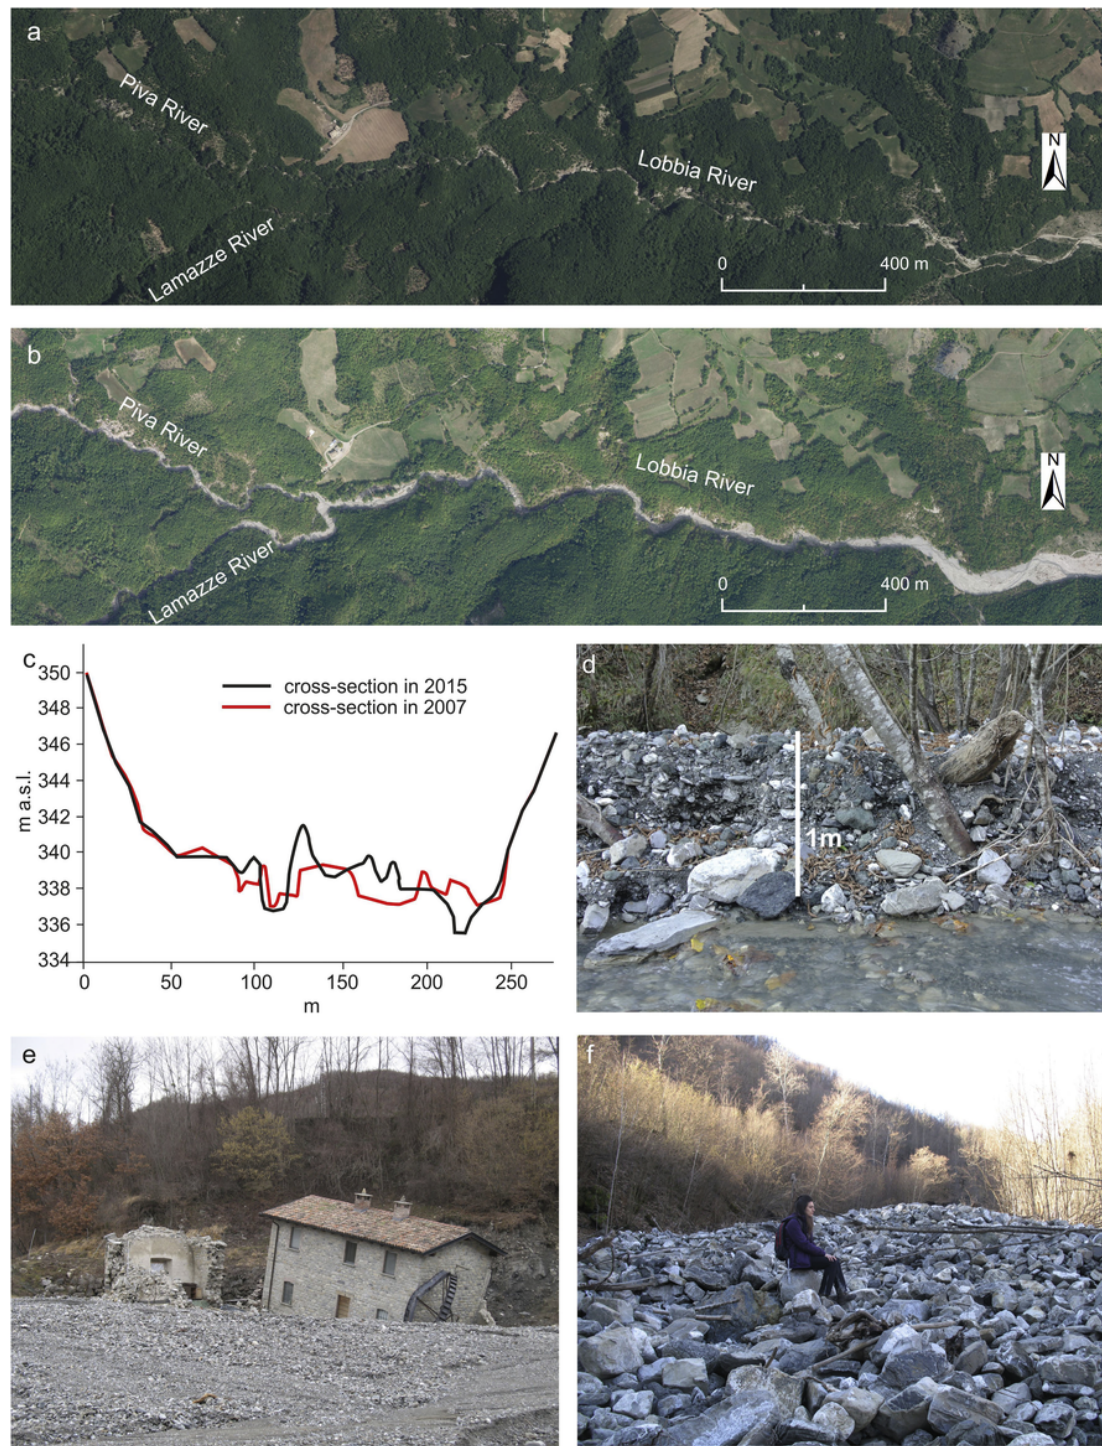 a
Piva River
Lobbia River
N
Lamazze River
0 400 m
b
Piva River
Lobbia River
N
Lamazze River
0 400 m
c
350
348
346
344
342
340
338
336
334
m a.s.l.
cross-section in 2015
cross-section in 2007
0 50 100 150 200 250
m
d
1m
e
f